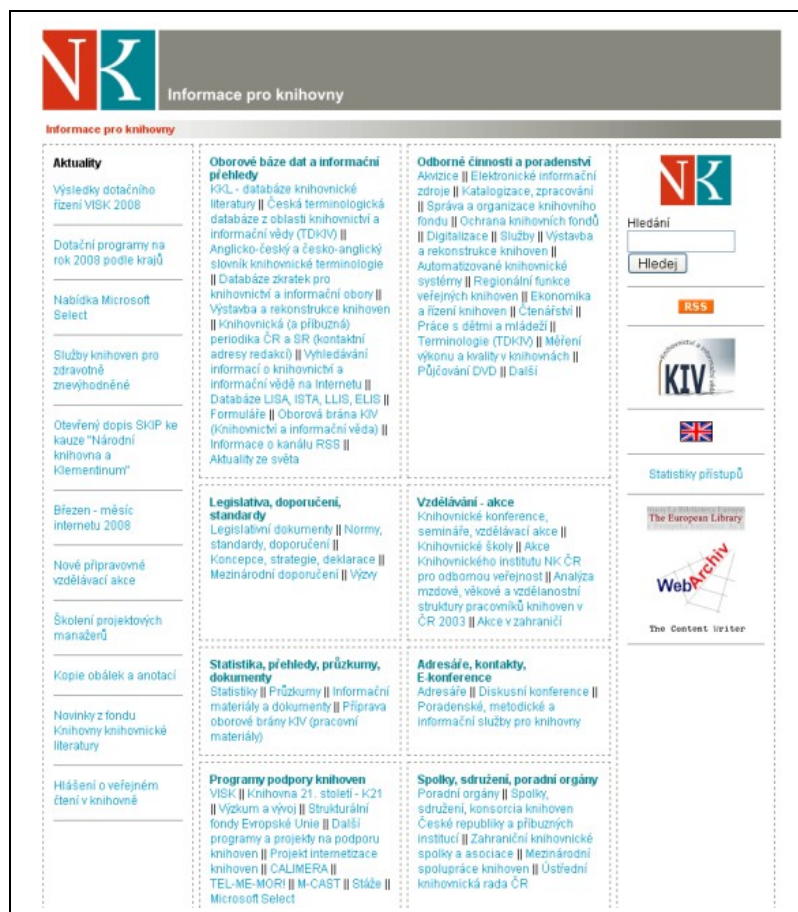 NK
Informace pro knihovny
Informace pro knihovny
Aktuality
Výsledky dotačního
řízení VISK 2008
Dotační programy na
rok 2008 podle krajů
Nabídka Microsoft
Select
Služby knihoven pro
zdravotně
znevýhodněné
Otevřený dopis SKIP ke
kauze "Národní
knihovna a
Klementinum"
Březen - měsíc
internetu 2008
Nové připravovné
vzdělávací akce
Školení projektových
manažerů
Kopie obálek a anotací
Novinky z fondu
Knihovny knihovnické
literatury
Hlášení o veřejném
čtení v knihovně
Oborové báze dat a informační
přehledy
KKL - databáze knihovnické
literatury || Česká terminologická
databáze z oblasti knihovnictví a
informační vědy (TDKIV) ||
Anglicko-český a česko-anglický
slovník knihovnické terminologie
|| Databáze zkratek pro
knihovnictví a informační obory ||
Výstavba a rekonstrukce knihoven
|| Knihovnická (a příbuzná)
periodika ČR a SR (kontaktní
adresy redakcí) || Vyhledávání
informací o knihovnictví a
informační vědě na Internetu ||
Databáze LISA, ISTA, LLIS, ELIS ||
Formuláře || Oborová brána KIV
(Knihovnictví a informační věda) ||
Informace o kanálu RSS ||
Aktuality ze světa
Odborné činnosti a poradenství
Akvizice || Elektronické informační
zdroje || Katalogizace, zpracování
|| Správa a organizace knihovního
fondu || Ochrana knihovních fondů
|| Digitalizace || Služby || Výstavba
a rekonstrukce knihoven ||
Automatizované knihovnické
systémy || Regionální funkce
veřejných knihoven || Ekonomika
a řízení knihoven || Čtenářství ||
Práce s dětmi a mládeží ||
Terminologie (TDKIV) || Měření
výkonu a kvality v knihovnách ||
Půjčování DVD || Další
Legislativa, doporučení,
standardy
Legislativní dokumenty || Normy,
standardy, doporučení ||
Koncepce, strategie, deklarace ||
Mezinárodní doporučení || Výzvy
Vzdělávání - akce
Knihovnické konference,
semináře, vzdělávací akce ||
Knihovnické školy || Akce
Knihovnického institutu NK ČR
pro odbornou veřejnost || Analýza
mzdové, věkové a vzdělanostní
struktury pracovníků knihoven v
ČR 2003 || Akce v zahraničí
Statistika, přehledy, průzkumy,
dokumenty
Statistiky || Průzkumy || Informační
materiály a dokumenty || Příprava
oborové brány KIV (pracovní
materiály)
Adresáře, kontakty,
E-konference
Adresáře || Diskusní konference ||
Poradenské, metodické a
informační služby pro knihovny
Programy podpory knihoven
VISK || Knihovna 21. století - K21
|| Výzkum a vývoj || Strukturální
fondy Evropské Unie || Další
programy a projekty na podporu
knihoven || Projekt internetizace
knihoven || CALIMERA ||
TEL-ME-MOR! || M-CAST || Stáže ||
Microsoft Select
Spolky, sdružení, poradní orgány
Poradní orgány || Spolky,
sdružení, konsorcia knihoven
České republiky a příbuzných
institucí || Zahraniční knihovnické
spolky a asociace || Mezinárodní
spolupráce knihoven || Ústřední
knihovnická rada ČR
NK
Hledání
Hledej
RSS
KIV
Statistiky přístupů
The European Library
WebArchiv
The Content Writer